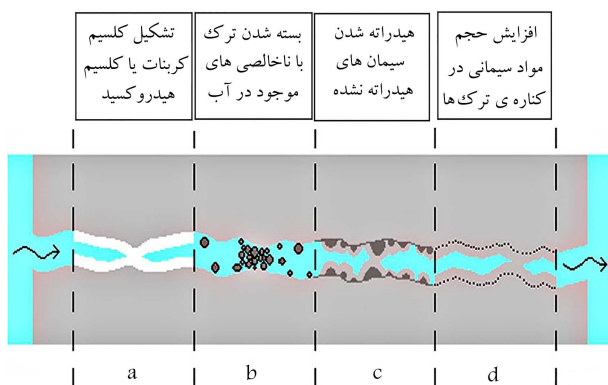 تشکیل کلسیم
کربنات یا کلسیم
هیدروکسید
بسته شدن ترک
با ناخالصی های
موجود در آب
هیدراته شدن
سیمان های
هیدراته نشده
افزایش حجم
مواد سیمانی در
کناره ی ترک‌ها
a
b
c
d